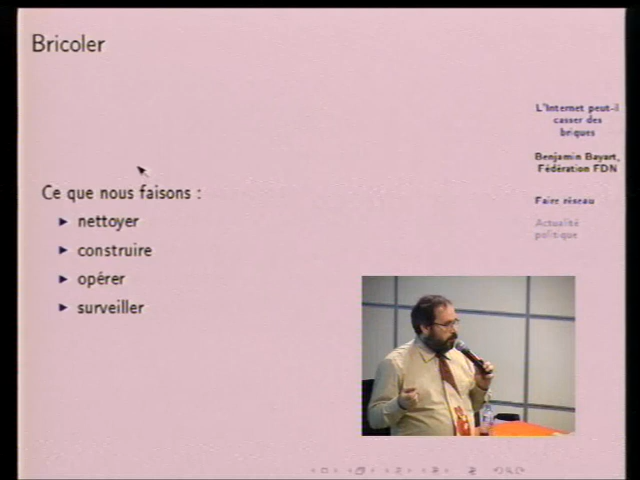 Bricoler
L'Internet peut-il
casser des
briques
Benjamin Bayart,
Fédération FDN
Ce que nous faisons :
Faire réseau
nettoyer
Actualité
politique
construire
opérer
surveiller